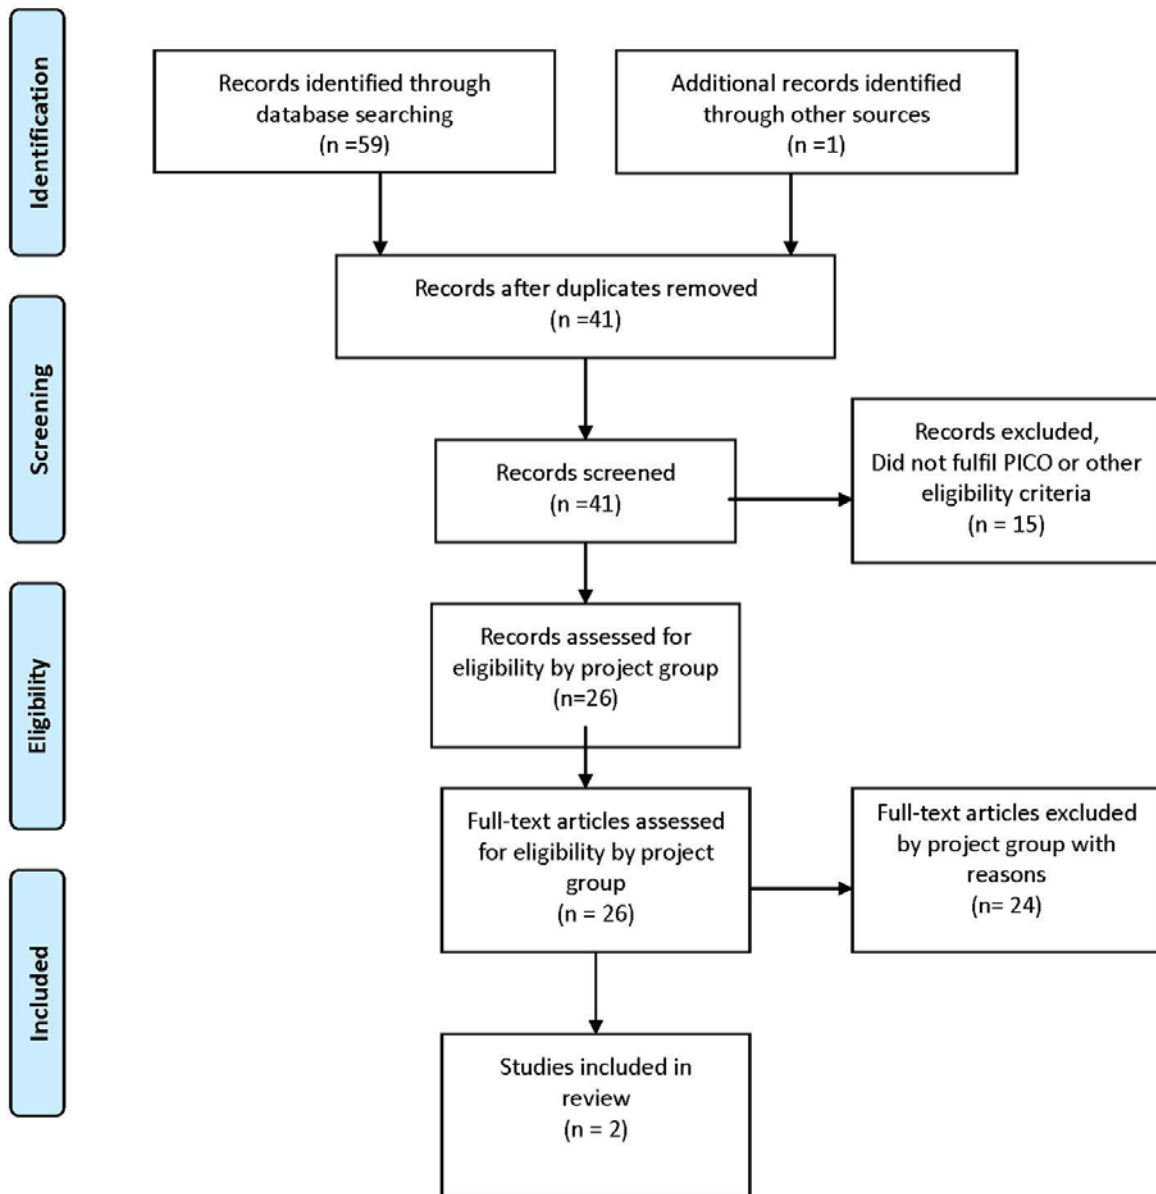 Identification
Records identified through
database searching
(n =59)
Additional records identified
through other sources
(n =1)
Records after duplicates removed
(n =41)
Screening
Records screened
(n =41)
Records excluded,
Did not fulfil PICO or other
eligibility criteria
(n = 15)
Eligibility
Records assessed for
eligibility by project group
(n=26)
Full-text articles assessed
for eligibility by project
group
(n = 26)
Full-text articles excluded
by project group with
reasons
(n= 24)
Included
Studies included in
review
(n = 2)